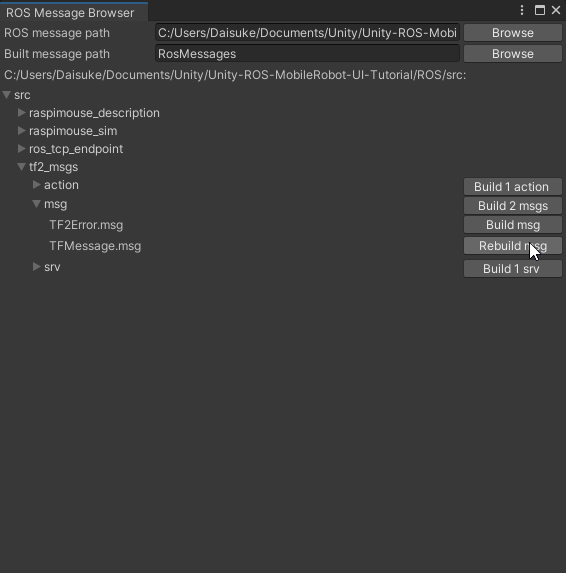 ROS Message Browser
ROS message path C:/Users/Daisuke/Documents/Unity/Unity-ROS-Mobi Browse
Built message path RosMessages Browse
C:/Users/Daisuke/Documents/Unity/Unity-ROS-MobileRobot-UI-Tutorial/ROS/src:
src
raspimouse_description
raspimouse_sim
ros_tcp_endpoint
tf2_msgs
action Build 1 action
msg Build 2 msgs
TF2Error.msg Build msg
TFMessage.msg Rebuild msg
srv Build 1 srv